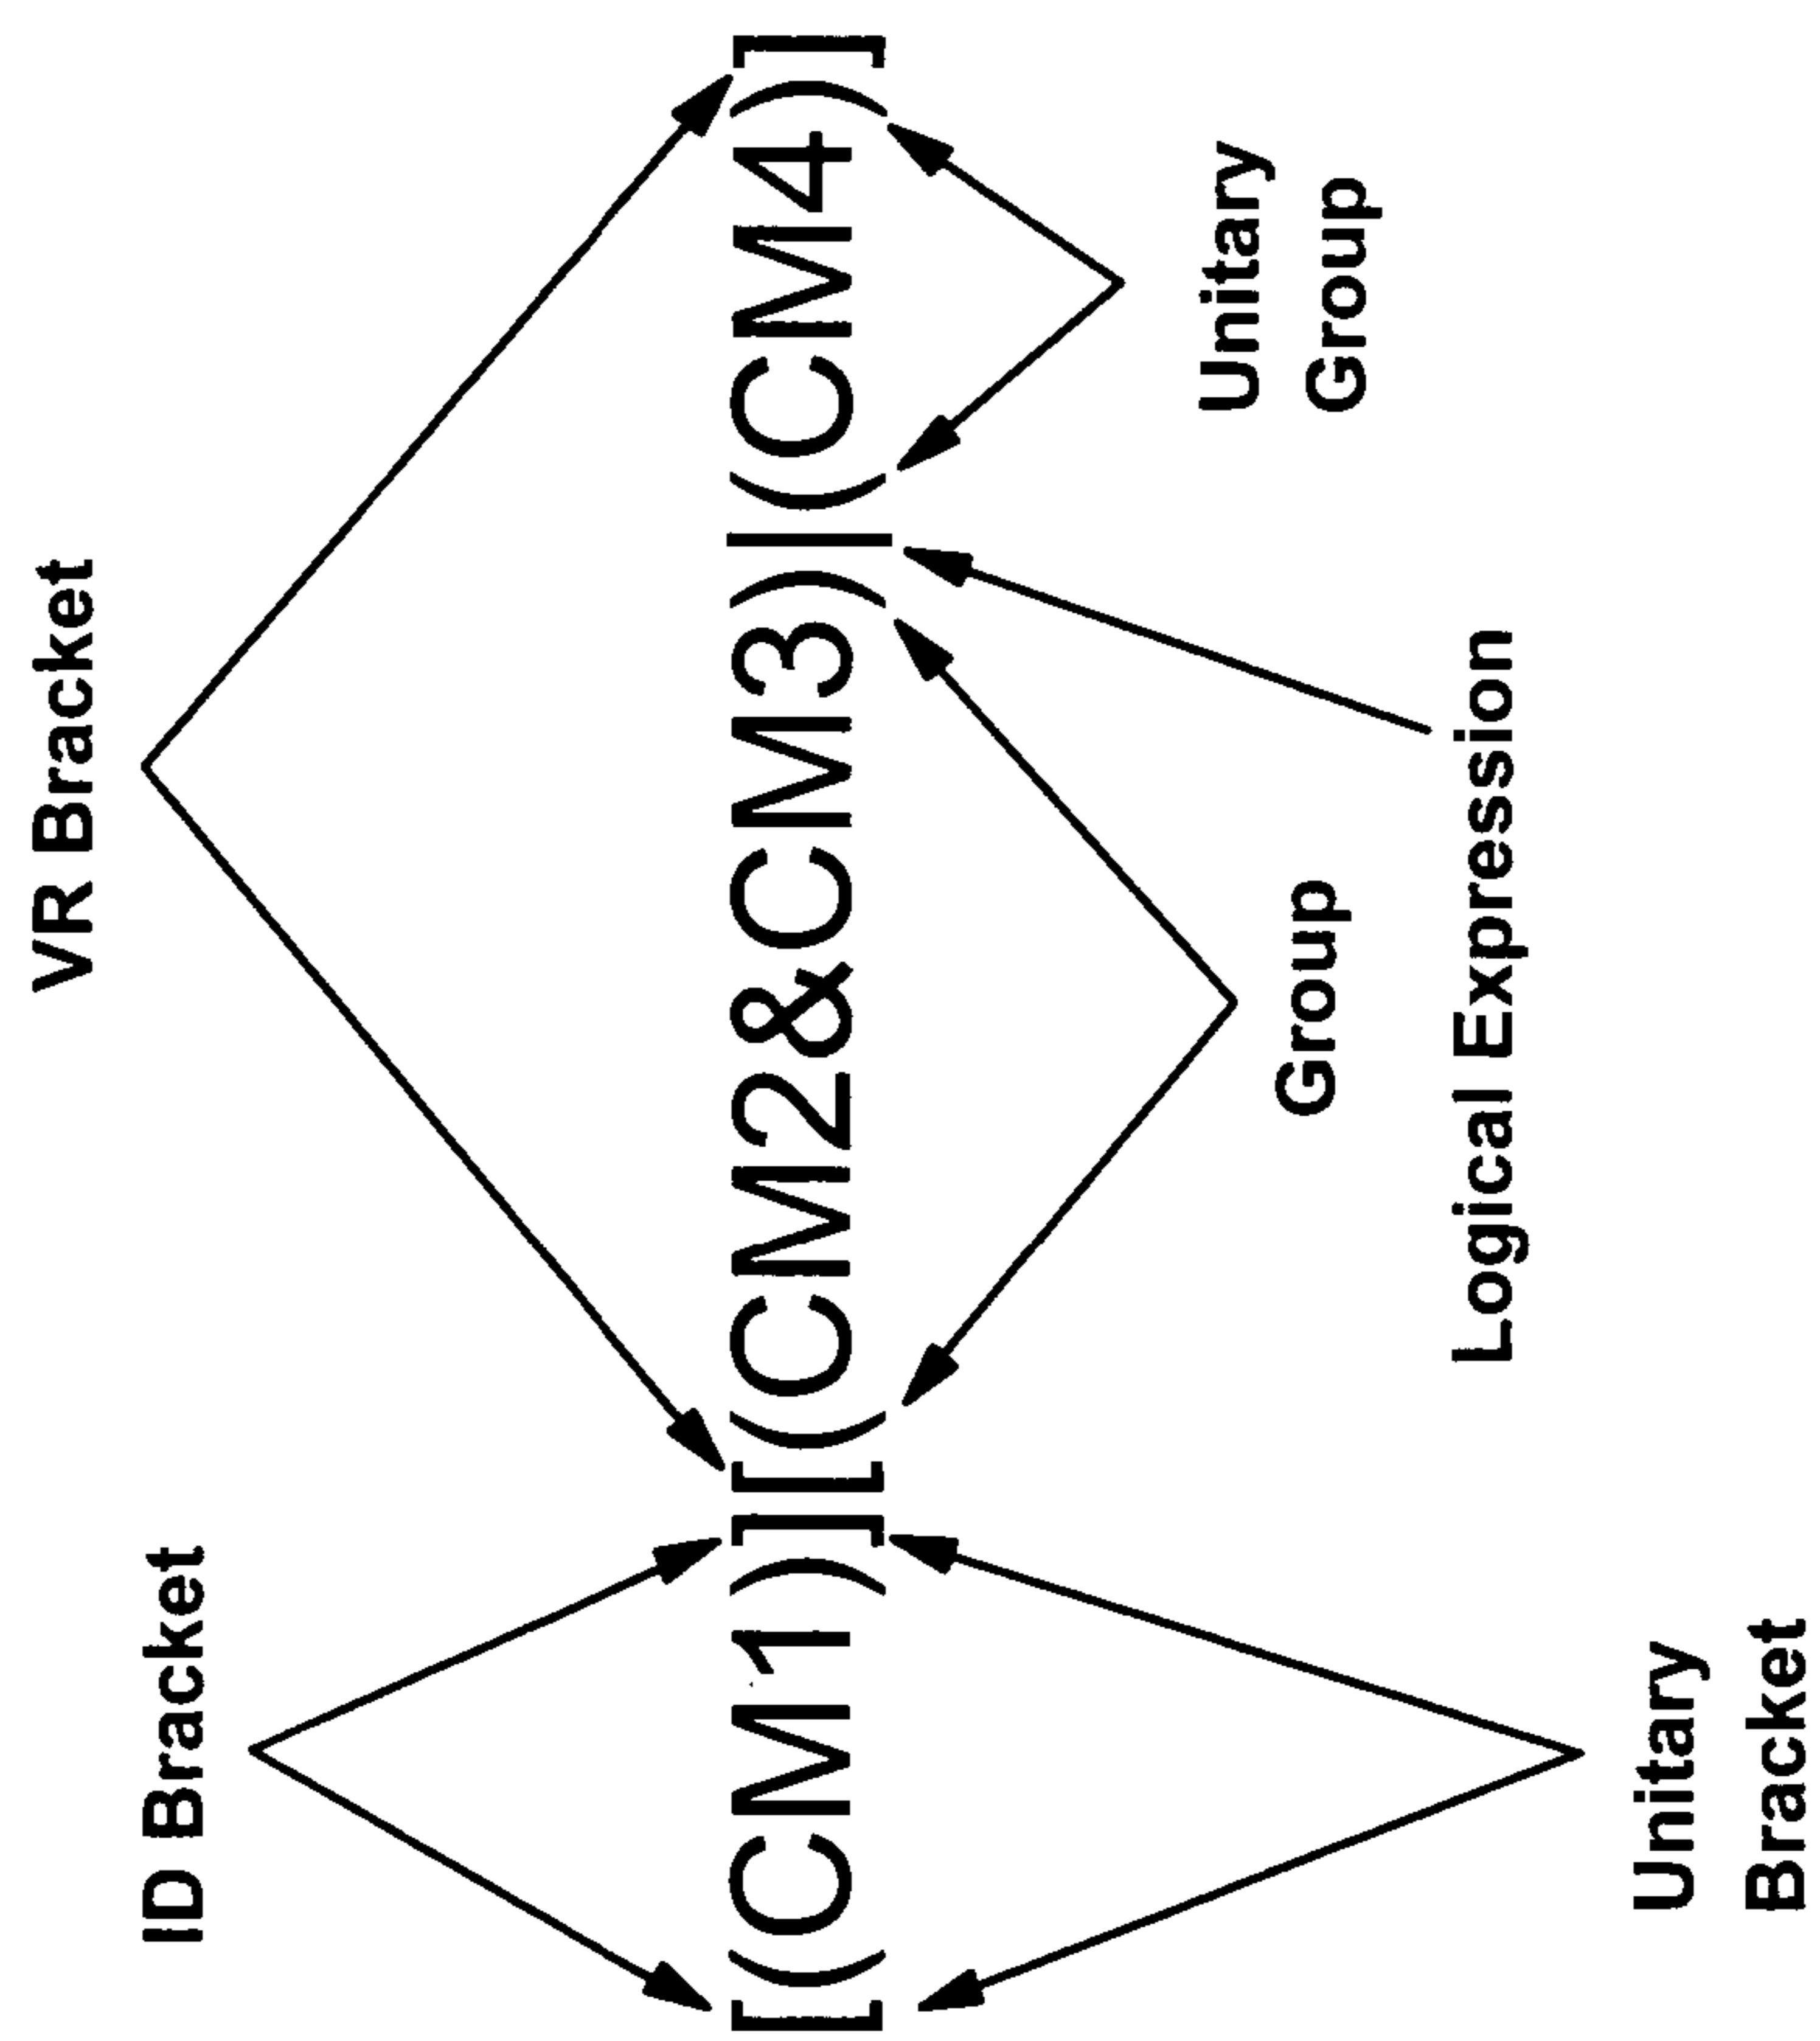 VR Bracket
ID Bracket
[(CM1)][(CM2&CM3)|(CM4)]
Unitary
Group
Group
Logical Expression
Unitary
Bracket